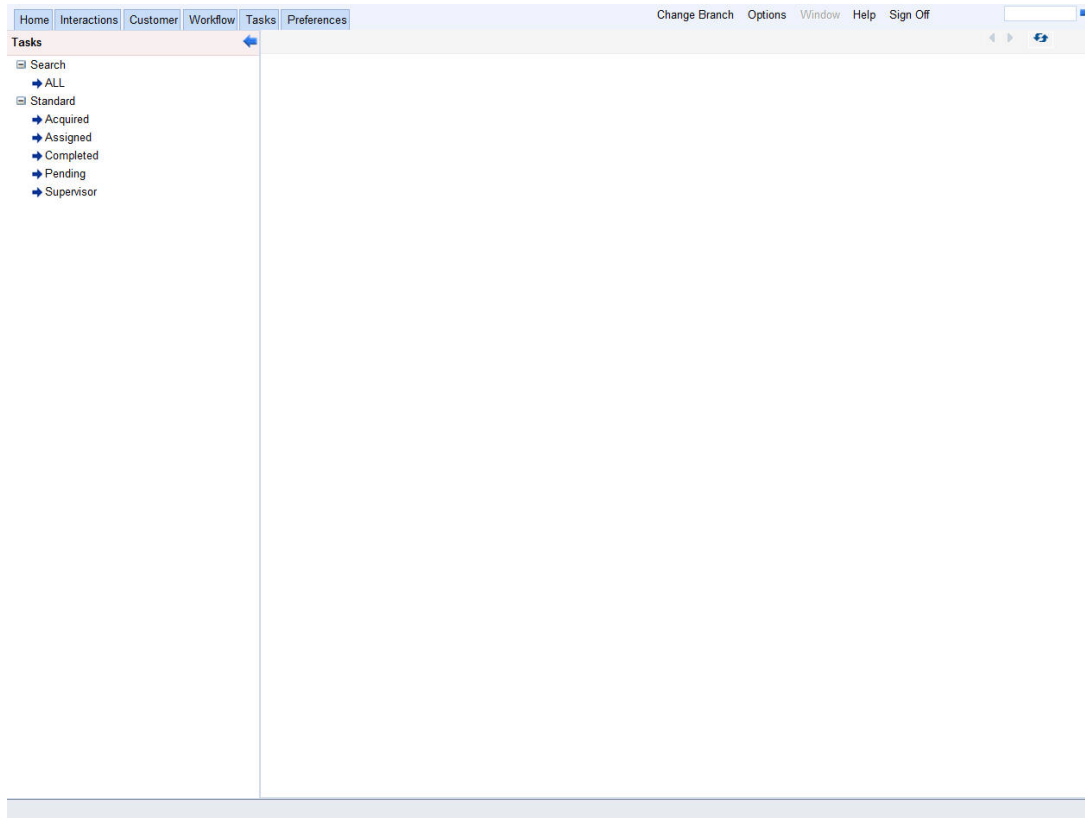 Home Interactions Customer Workflow Tasks Preferences Change Branch Options Window Help Sign Off
Tasks
Search
ALL
Standard
Acquired
Assigned
Completed
Pending
Supervisor